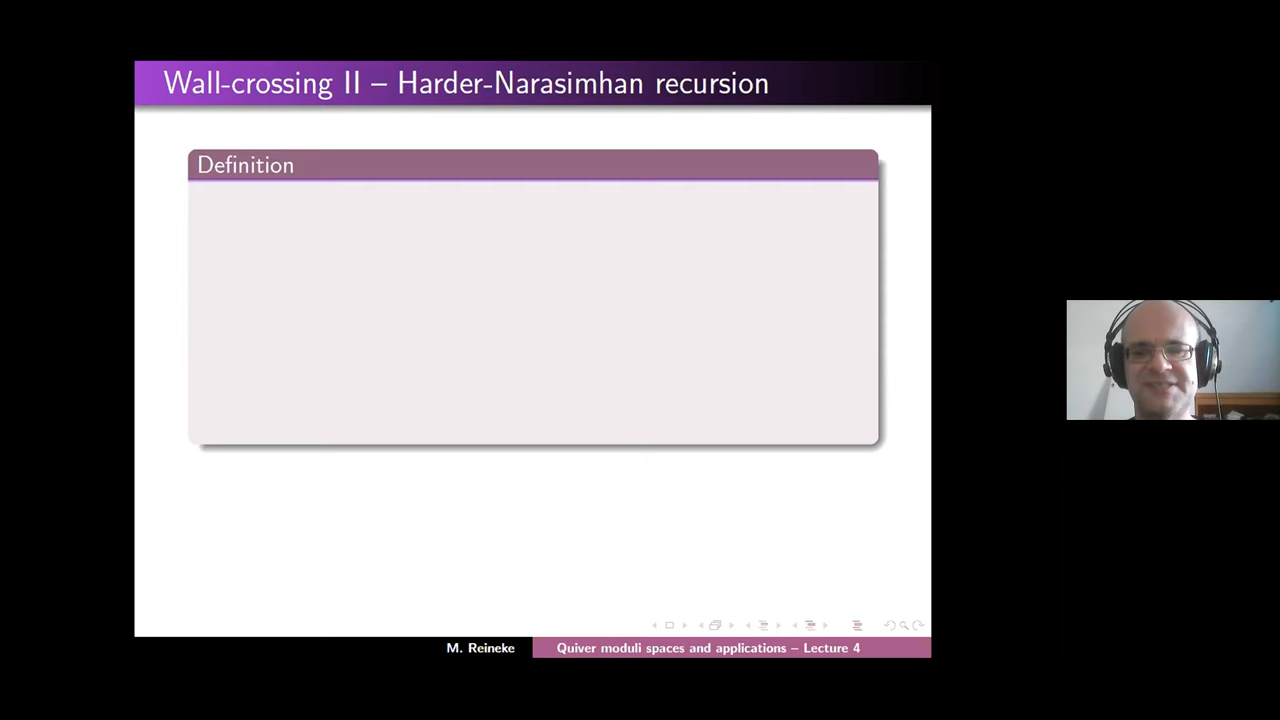 Wall-crossing II – Harder-Narasimhan recursion
Definition
M. Reineke
Quiver moduli spaces and applications – Lecture 4